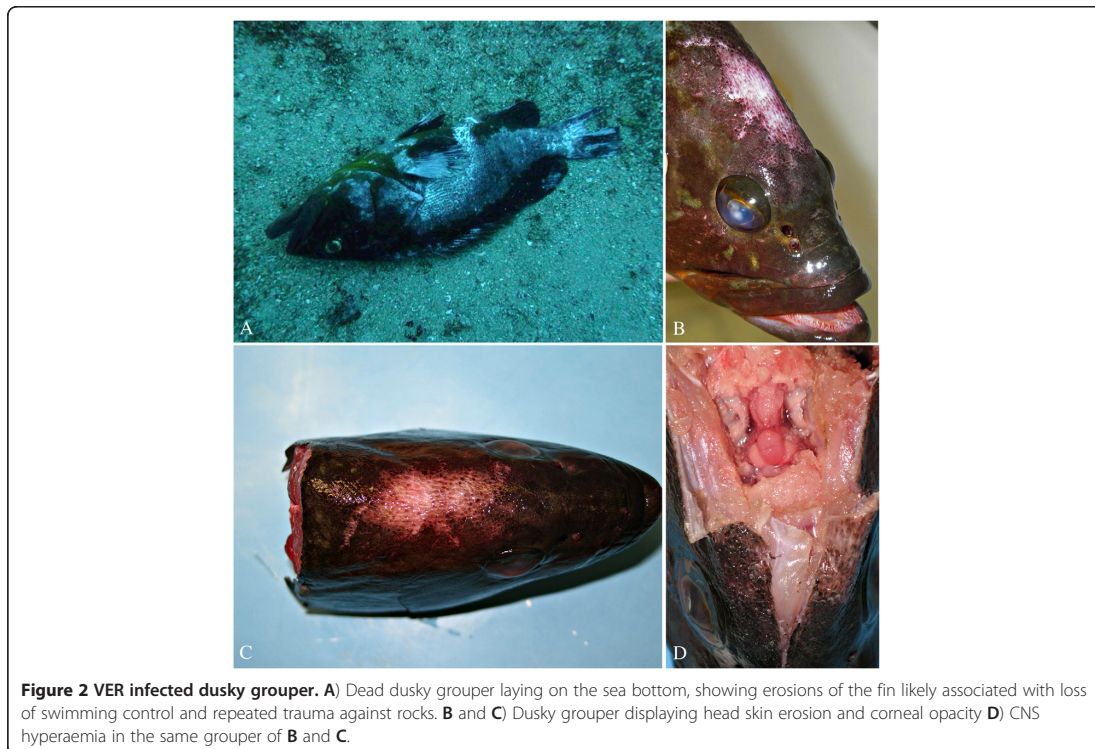 A
B
C
D
Figure 2 VER infected dusky grouper. A) Dead dusky grouper laying on the sea bottom, showing erosions of the fin likely associated with loss
of swimming control and repeated trauma against rocks. B and C) Dusky grouper displaying head skin erosion and corneal opacity D) CNS
hyperaemia in the same grouper of B and C.